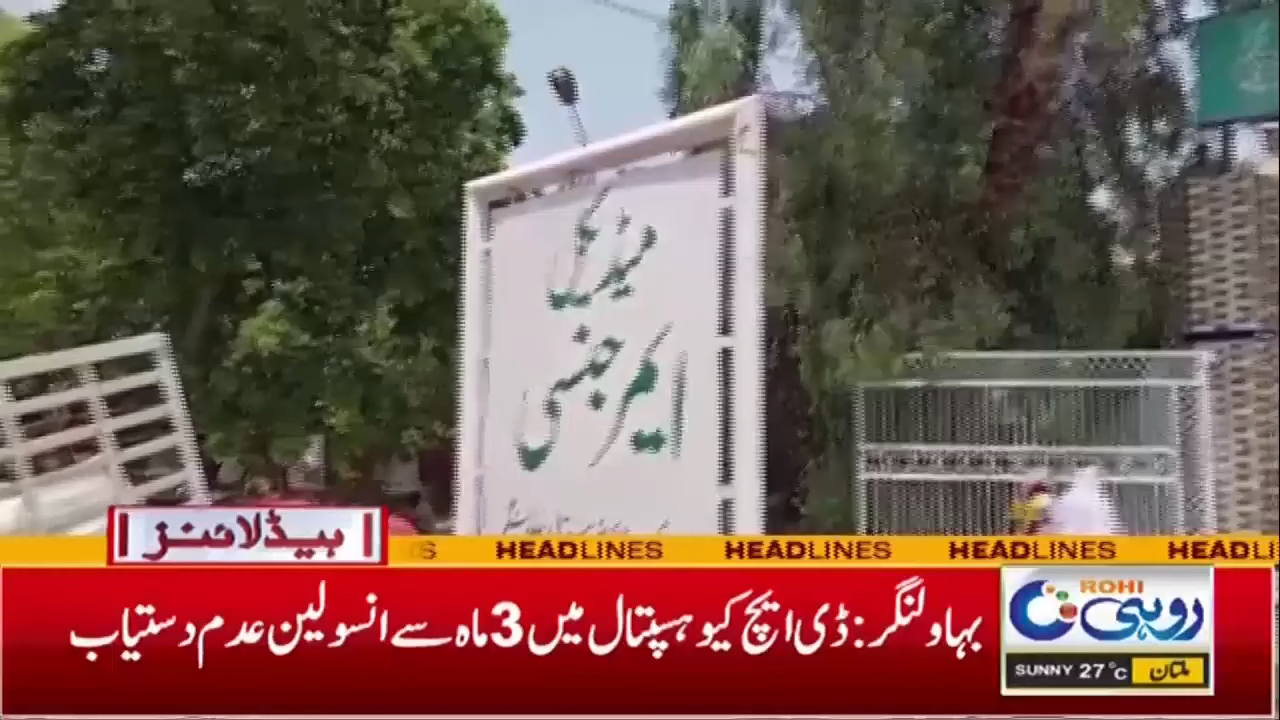 میڈیکل
ایمرجنسی
ہیڈلائنز
HEADLINES HEADLINES HEADLINES HEADLI
بہاولنگر: ڈی ایچ کیو ہسپتال میں 3 ماہ سے انسولین عدم دستیاب
ROHI
روہی
SUNNY 27°C ملتان